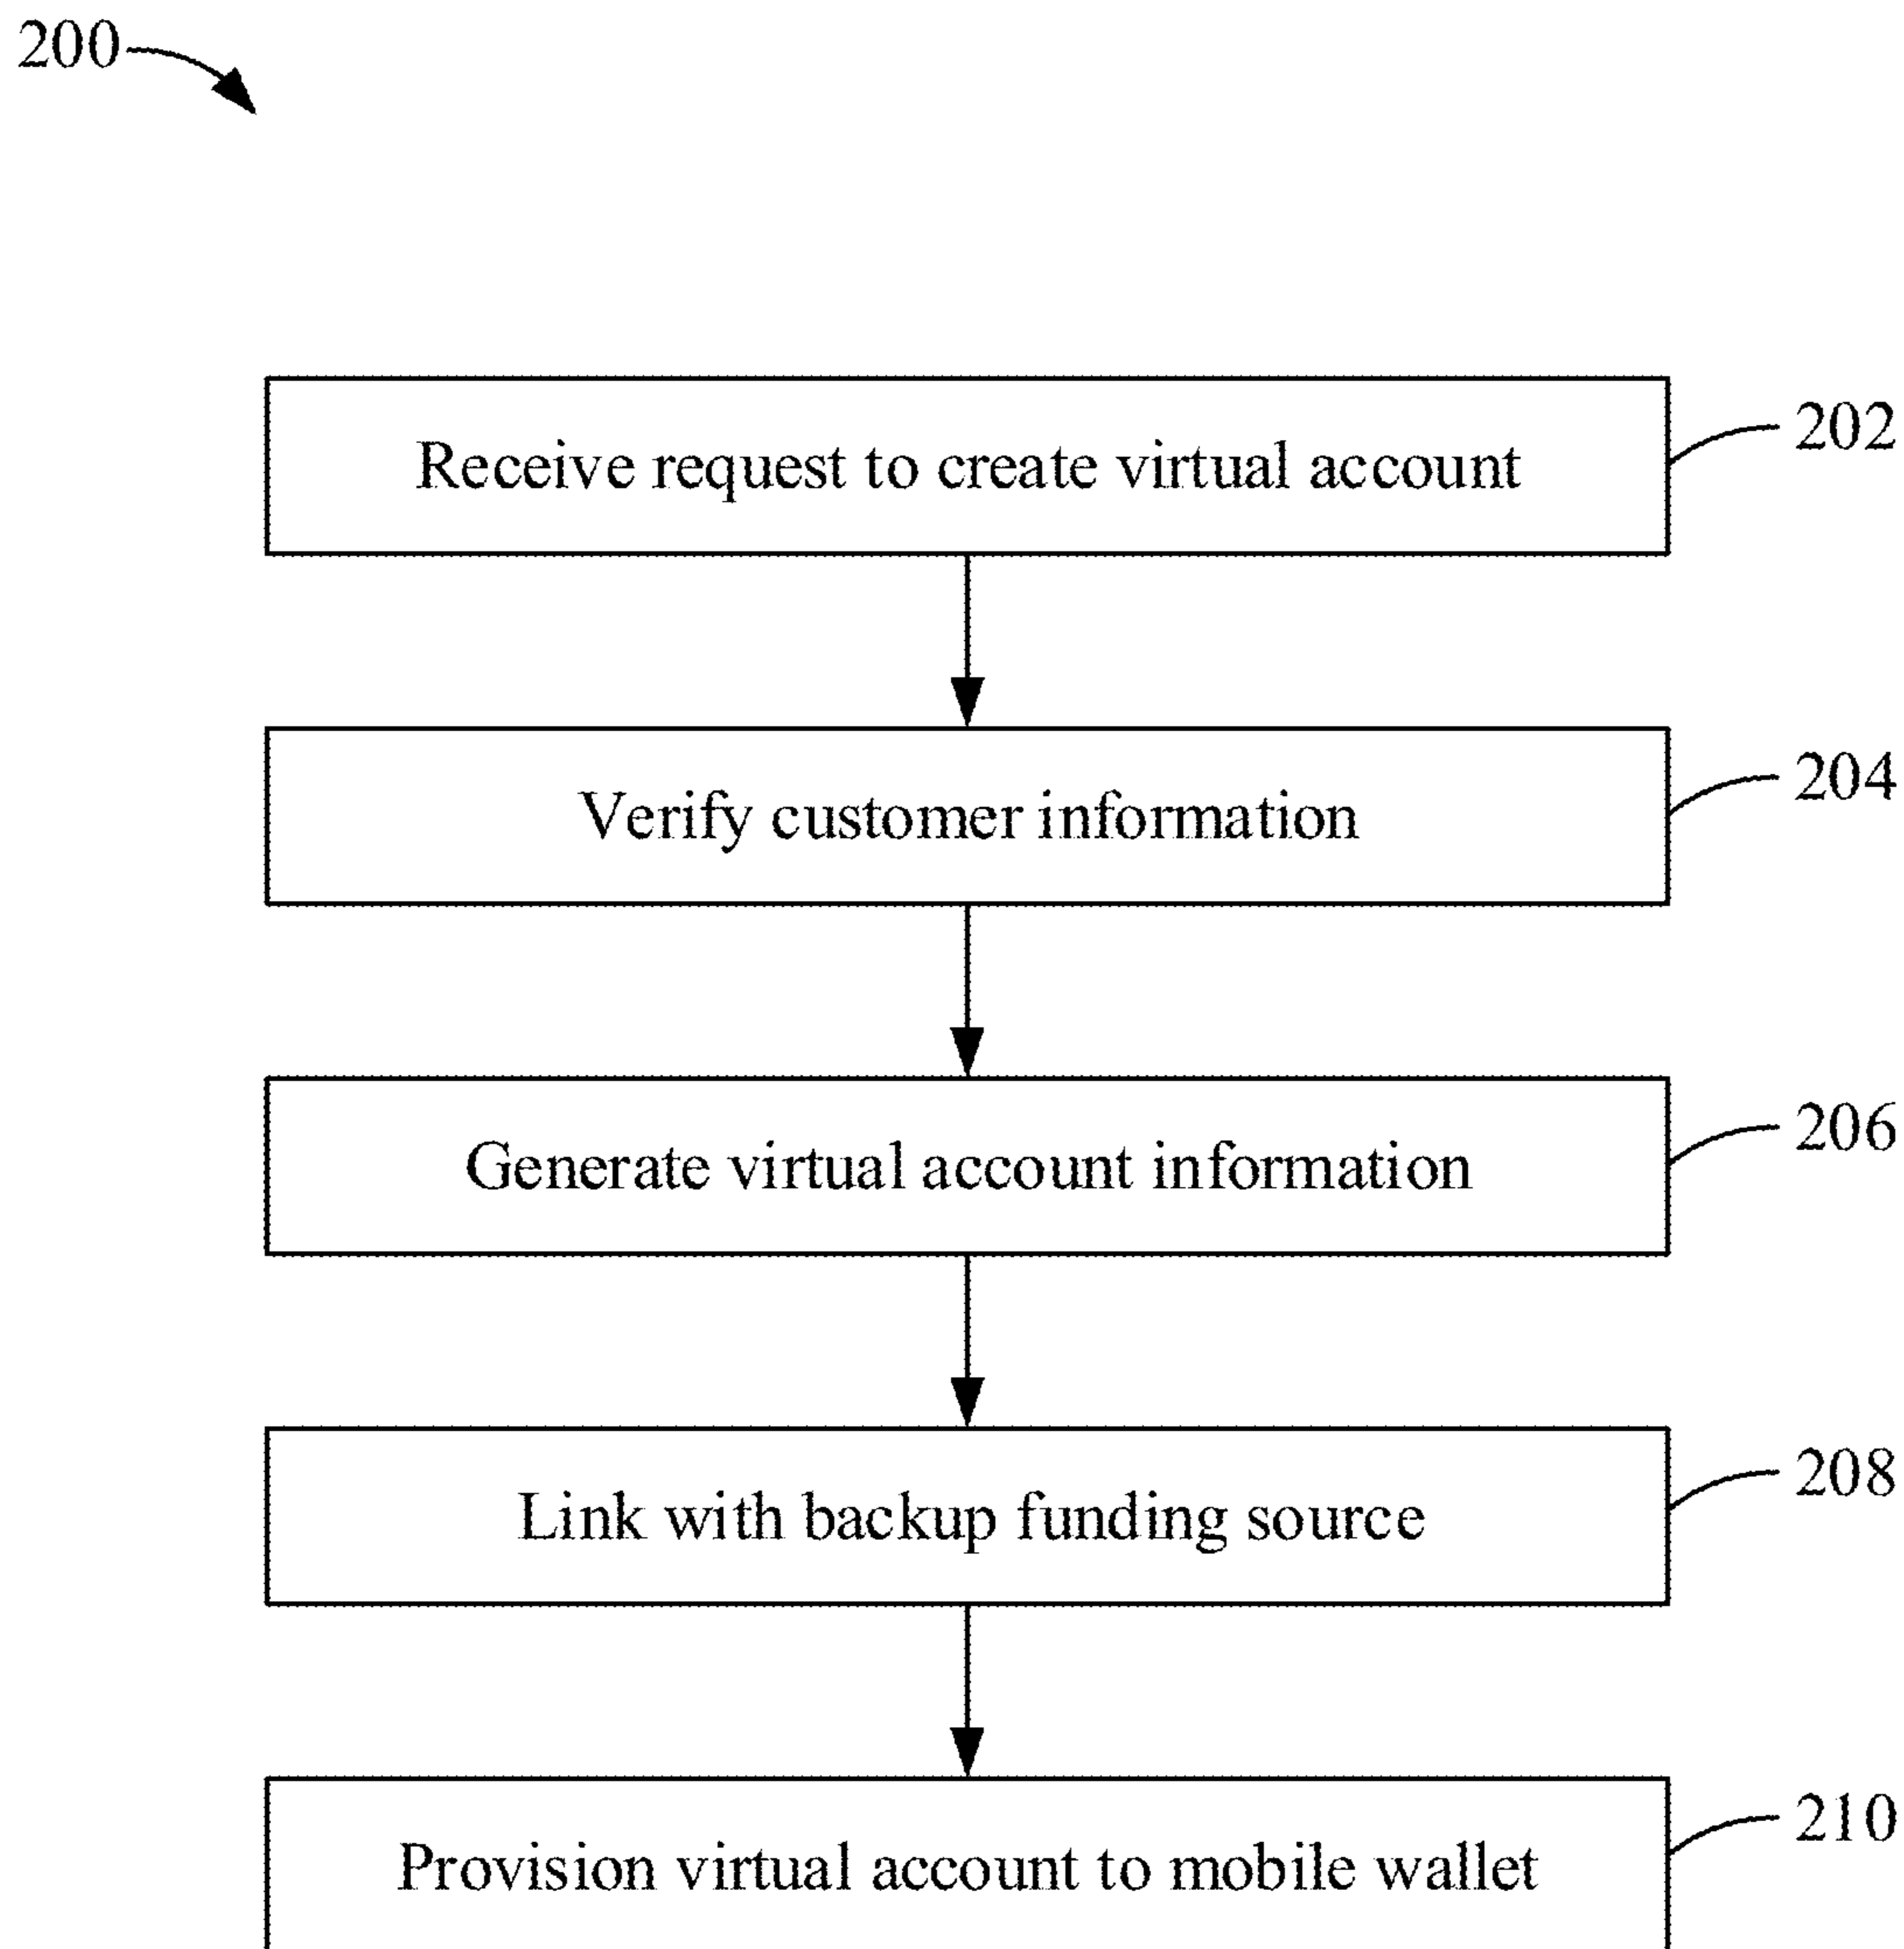 200
Receive request to create virtual account
202
Verify customer information
204
Generate virtual account information
206
Link with backup funding source
208
Provision virtual account to mobile wallet
210